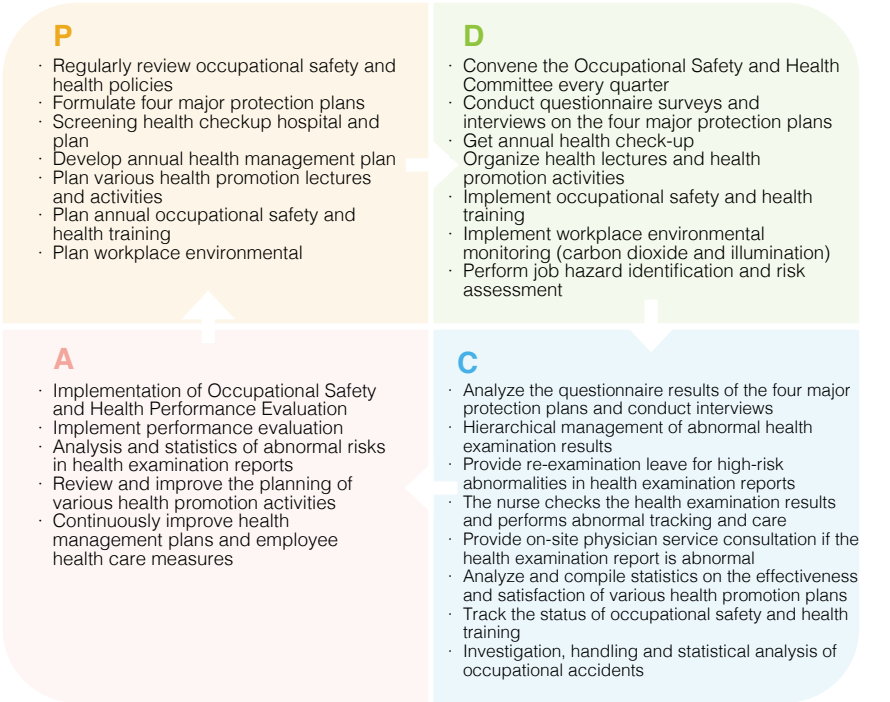 P
· Regularly review occupational safety and
health policies
· Formulate four major protection plans
· Screening health checkup hospital and
plan
· Develop annual health management plan
· Plan various health promotion lectures
and activities
· Plan annual occupational safety and
health training
· Plan workplace environmental
D
· Convene the Occupational Safety and Health
Committee every quarter
· Conduct questionnaire surveys and
interviews on the four major protection plans
· Get annual health check-up
Organize health lectures and health
promotion activities
· Implement occupational safety and health
training
· Implement workplace environmental
monitoring (carbon dioxide and illumination)
· Perform job hazard identification and risk
assessment
A
· Implementation of Occupational Safety
and Health Performance Evaluation
· Implement performance evaluation
· Analysis and statistics of abnormal risks
in health examination reports
· Review and improve the planning of
various health promotion activities
· Continuously improve health
management plans and employee
health care measures
C
· Analyze the questionnaire results of the four major
protection plans and conduct interviews
· Hierarchical management of abnormal health
examination results
· Provide re-examination leave for high-risk
abnormalities in health examination reports
· The nurse checks the health examination results
and performs abnormal tracking and care
· Provide on-site physician service consultation if the
health examination report is abnormal
· Analyze and compile statistics on the effectiveness
and satisfaction of various health promotion plans
· Track the status of occupational safety and health
training
· Investigation, handling and statistical analysis of
occupational accidents